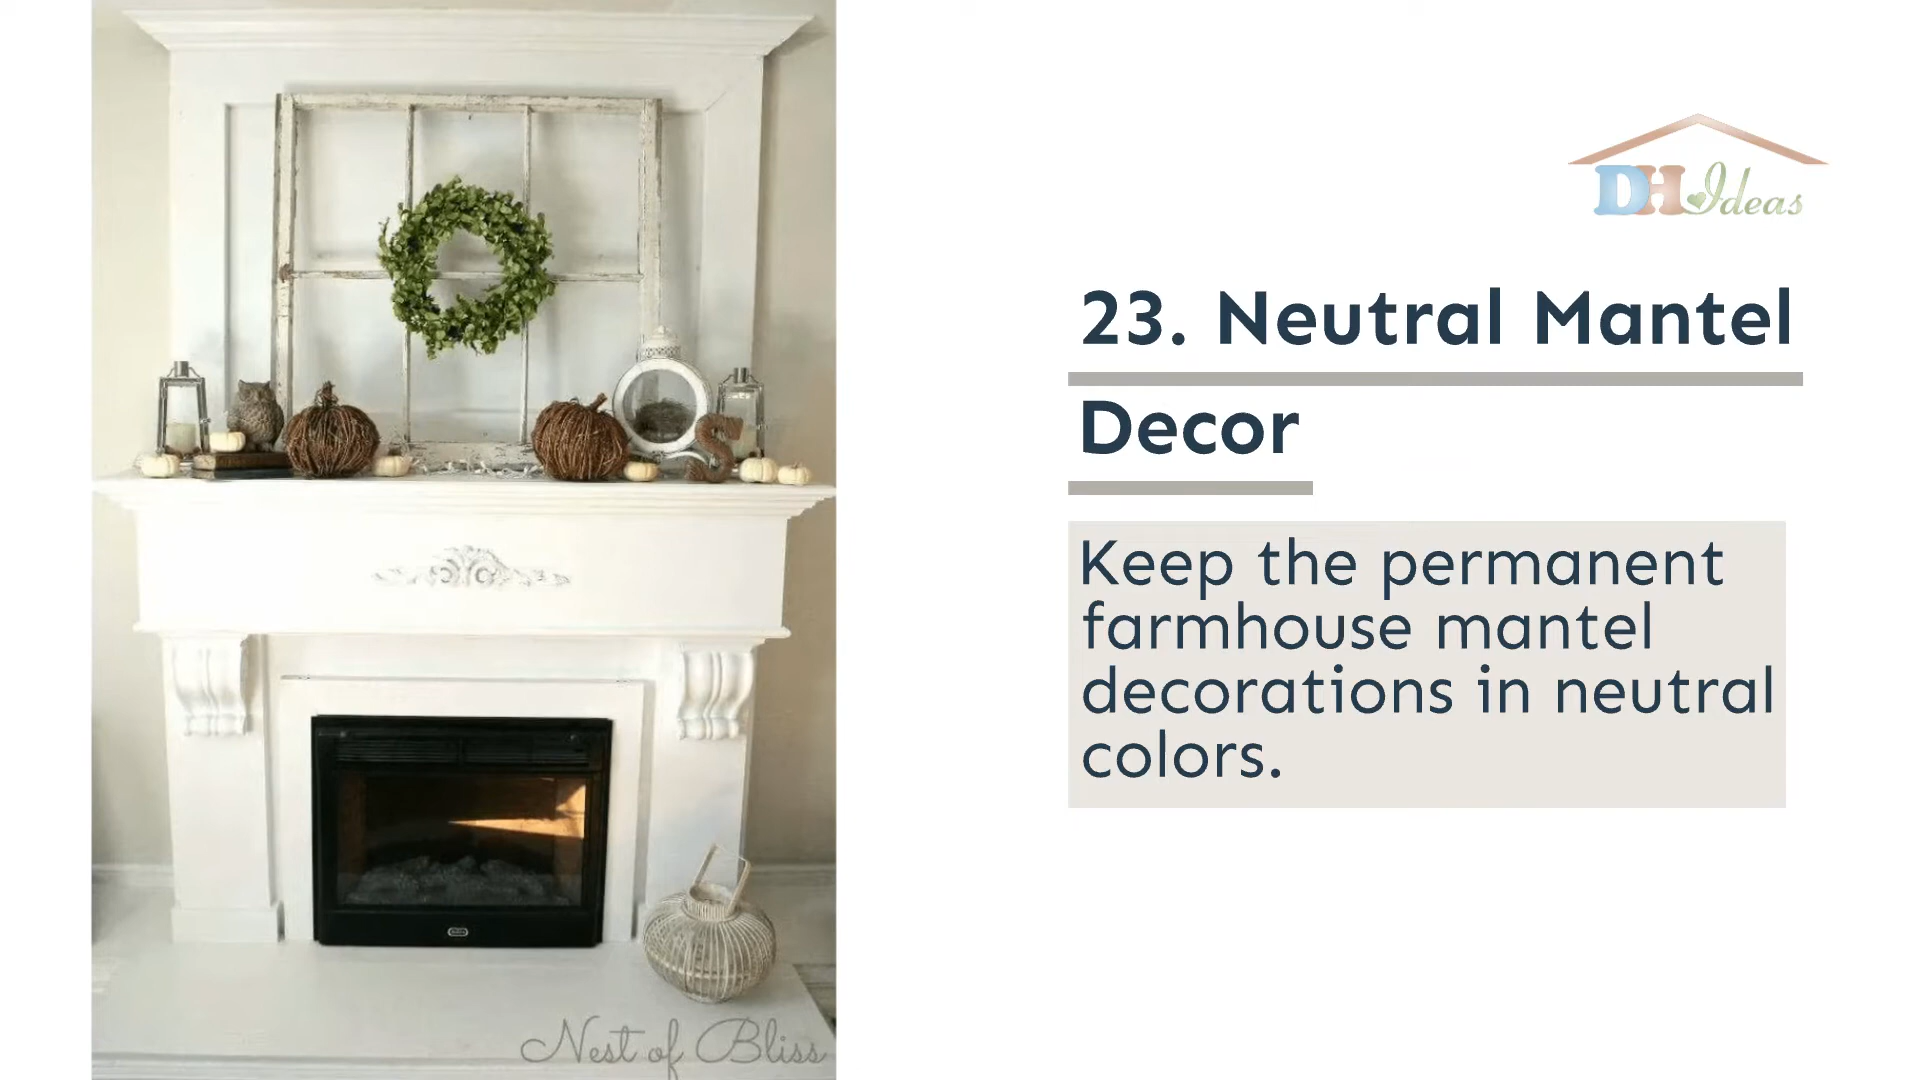 DH Ideas
23. Neutral Mantel
Decor
Keep the permanent
farmhouse mantel
decorations in neutral
colors.
S
Nest of Bliss